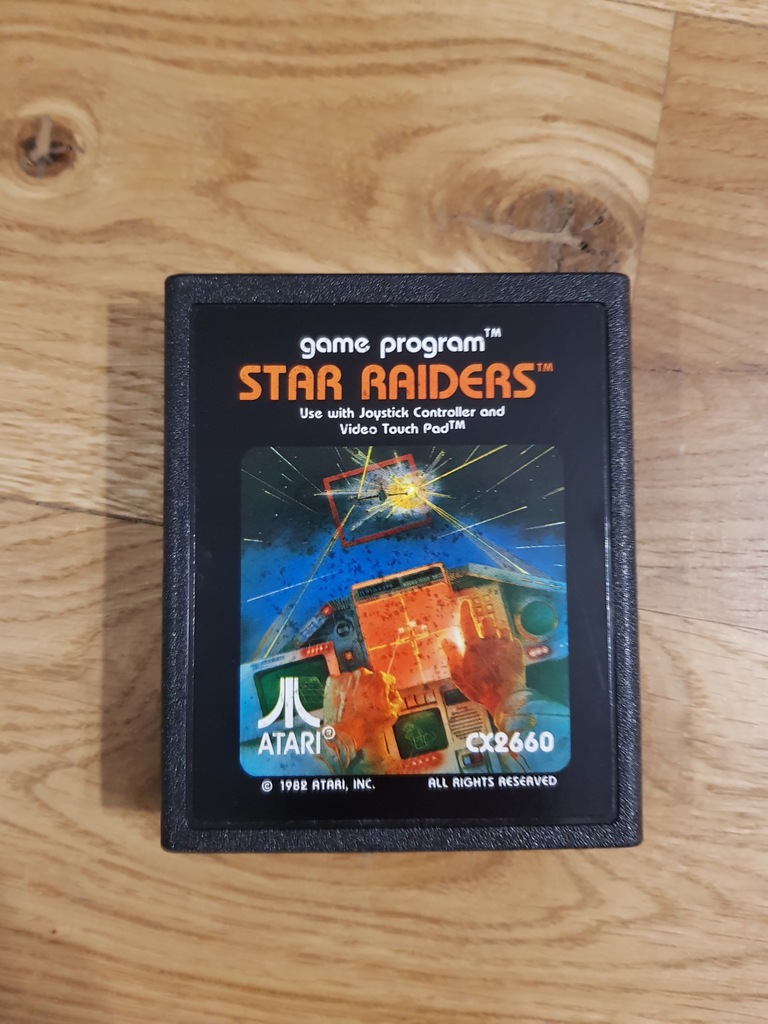 game program™
STAR RAIDERS™
Use with Joystick Controller and
Video Touch Pad™
ATARI®
CX2660
© 1982 ATARI, INC.
ALL RIGHTS RESERVED